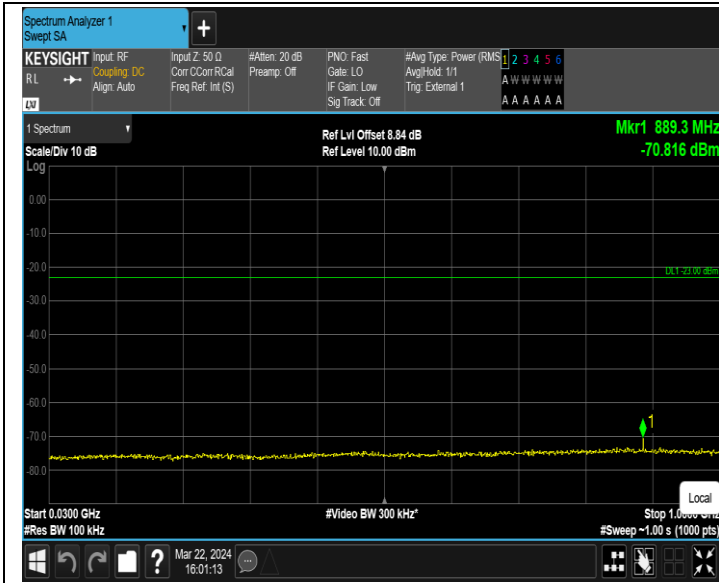 Spectrum Analyzer 1
Swept SA
+
KEYSIGHT
R L
LXI
Input: RF
Coupling: DC
Align: Auto
Input Z: 50 Ω
Corr CCorr RCal
Freq Ref: Int (S)
#Atten: 20 dB
Preamp: Off
PNO: Fast
Gate: LO
IF Gain: Low
Sig Track: Off
#Avg Type: Power (RMS
Avg|Hold: 1/1
Trig: External 1
1 2 3 4 5 6
A W W W W W
A A A A A A
1 Spectrum
Scale/Div 10 dB
Log
Ref Lvl Offset 8.84 dB
Ref Level 10.00 dBm
Mkr1 889.3 MHz
-70.816 dBm
0.00
-10.0
-20.0
DL1 -23.00 dBm
-30.0
-40.0
-50.0
-60.0
-70.0
1
-80.0
Local
Start 0.0300 GHz
#Res BW 100 kHz
#Video BW 300 kHz*
Stop
#Sweep ~1.00 s (1000 pts)
?
Mar 22, 2024
16:01:13